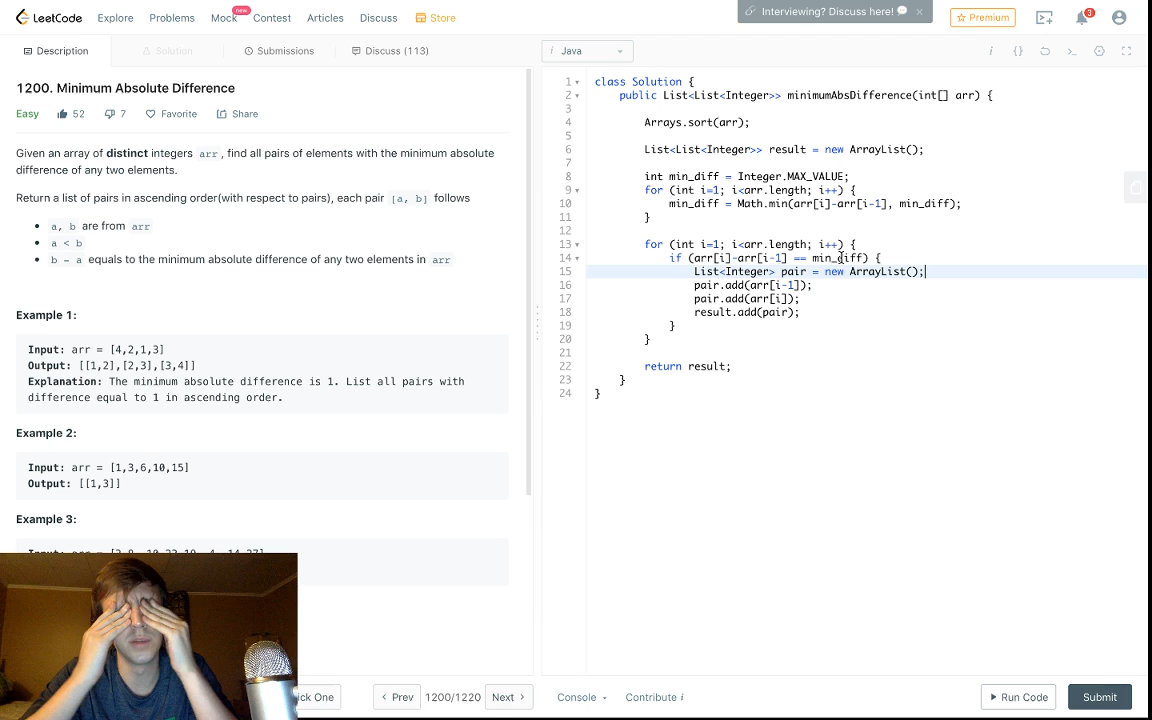 LeetCode Explore Problems Mock new Contest Articles Discuss Store Interviewing? Discuss here! Premium 3
Description Solution Submissions Discuss (113)
1200. Minimum Absolute Difference
Easy 52 7 Favorite Share
Given an array of distinct integers arr, find all pairs of elements with the minimum absolute
difference of any two elements.
Return a list of pairs in ascending order(with respect to pairs), each pair [a, b] follows
• a, b are from arr
• a < b
• b - a equals to the minimum absolute difference of any two elements in arr
Example 1:
Input: arr = [4,2,1,3]
Output: [[1,2],[2,3],[3,4]]
Explanation: The minimum absolute difference is 1. List all pairs with
difference equal to 1 in ascending order.
Example 2:
Input: arr = [1,3,6,10,15]
Output: [[1,3]]
Example 3:
i Java
1 class Solution {
2 public List<List<Integer>> minimumAbsDifference(int[] arr) {
3
4 Arrays.sort(arr);
5
6 List<List<Integer>> result = new ArrayList();
7
8 int min_diff = Integer.MAX_VALUE;
9 for (int i=1; i<arr.length; i++) {
10 min_diff = Math.min(arr[i]-arr[i-1], min_diff);
11 }
12
13 for (int i=1; i<arr.length; i++) {
14 if (arr[i]-arr[i-1] == min_diff) {
15 List<Integer> pair = new ArrayList();
16 pair.add(arr[i-1]);
17 pair.add(arr[i]);
18 result.add(pair);
19 }
20 }
21
22 return result;
23 }
24 }
One Prev 1200/1220 Next Console Contribute i Run Code Submit